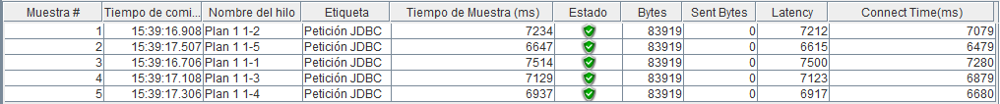 Muestra # Tiempo de comi... Nombre del hilo Etiqueta Tiempo de Muestra (ms) Estado Bytes Sent Bytes Latency Connect Time(ms)
1 15:39:16.908 Plan 1 1-2 Petición JDBC 7234 83919 0 7212 7079
2 15:39:17.507 Plan 1 1-5 Petición JDBC 6647 83919 0 6615 6479
3 15:39:16.706 Plan 1 1-1 Petición JDBC 7514 83919 0 7500 7280
4 15:39:17.108 Plan 1 1-3 Petición JDBC 7129 83919 0 7123 6879
5 15:39:17.306 Plan 1 1-4 Petición JDBC 6937 83919 0 6917 6680